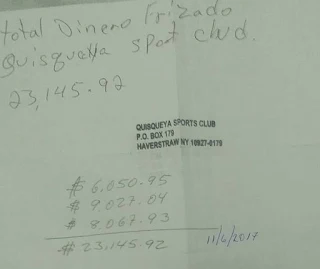 total Dinero Frizado
Quisqueya sport clud.
23,145.92
QUISQUEYA SPORTS CLUB
P.O. BOX 179
HAVERSTRAW NY 10927-0179
$ 6,050.95
$ 9,027.04
$ 8,067.93
$ 23,145.92
11/6/2017